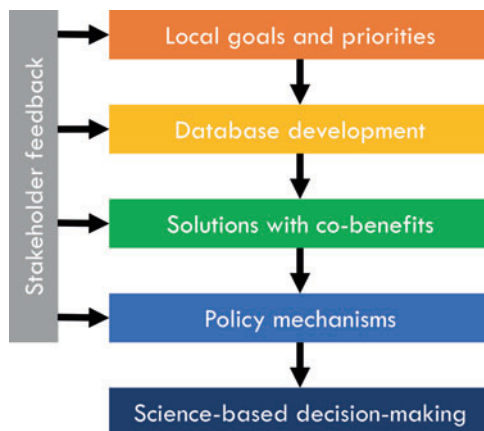 Stakeholder feedback
Local goals and priorities
Database development
Solutions with co-benefits
Policy mechanisms
Science-based decision-making